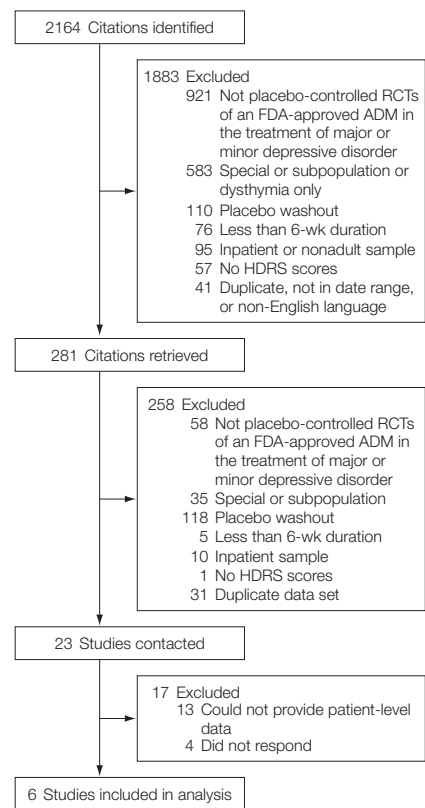 2164 Citations identified
1883 Excluded
921 Not placebo-controlled RCTs
of an FDA-approved ADM in
the treatment of major or
minor depressive disorder
583 Special or subpopulation or
dysthymia only
110 Placebo washout
76 Less than 6-wk duration
95 Inpatient or nonadult sample
57 No HDRS scores
41 Duplicate, not in date range,
or non-English language
281 Citations retrieved
258 Excluded
58 Not placebo-controlled RCTs
of an FDA-approved ADM in
the treatment of major or
minor depressive disorder
35 Special or subpopulation
118 Placebo washout
5 Less than 6-wk duration
10 Inpatient sample
1 No HDRS scores
31 Duplicate data set
23 Studies contacted
17 Excluded
13 Could not provide patient-level
data
4 Did not respond
6 Studies included in analysis